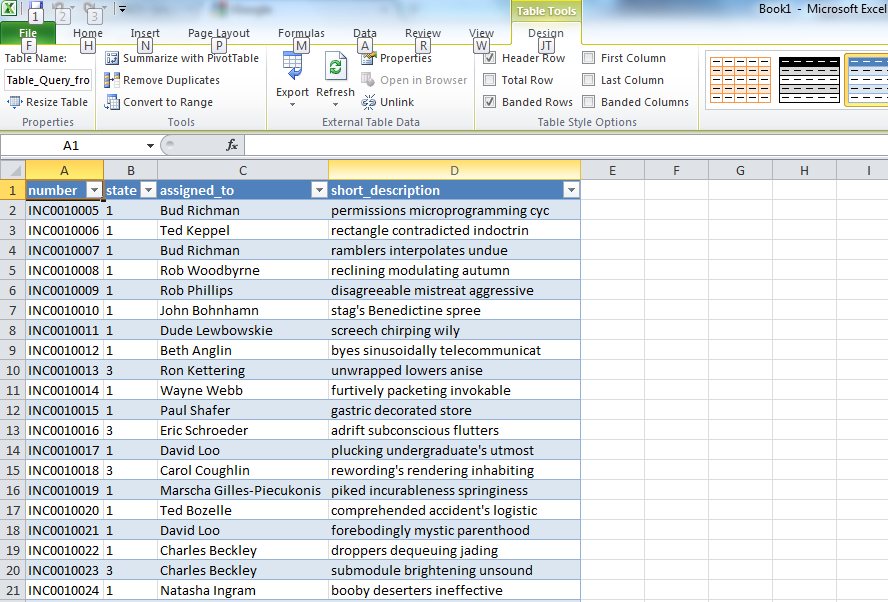 1 2 3
Table Tools
Book1 - Microsoft Excel
File Home Insert Page Layout Formulas Data Review View Design
F H N P M A R W JT
Table Name:
Table_Query_fro
Resize Table
Properties
Summarize with PivotTable
Remove Duplicates
Convert to Range
Tools
Export Refresh
Properties
Open in Browser
Unlink
External Table Data
Header Row First Column
Total Row Last Column
Banded Rows Banded Columns
Table Style Options
A1 fx
A B C D E F G H I
1 number state assigned_to short_description
2 INC0010005 1 Bud Richman permissions microprogramming cyc
3 INC0010006 1 Ted Keppel rectangle contradicted indoctrin
4 INC0010007 1 Bud Richman ramblers interpolates undue
5 INC0010008 1 Rob Woodbyrne reclining modulating autumn
6 INC0010009 1 Rob Phillips disagreeable mistreat aggressive
7 INC0010010 1 John Bohnhamn stag's Benedictine spree
8 INC0010011 1 Dude Lewbowskie screech chirping wily
9 INC0010012 1 Beth Anglin byes sinusoidally telecommunicat
10 INC0010013 3 Ron Kettering unwrapped lowers anise
11 INC0010014 1 Wayne Webb furtively packeting invokable
12 INC0010015 1 Paul Shafer gastric decorated store
13 INC0010016 3 Eric Schroeder adrift subconscious flutters
14 INC0010017 1 David Loo plucking undergraduate's utmost
15 INC0010018 3 Carol Coughlin rewording's rendering inhabiting
16 INC0010019 1 Marscha Gilles-Piecukonis piked incurableness springiness
17 INC0010020 1 Ted Bozelle comprehended accident's logistic
18 INC0010021 1 David Loo forebodingly mystic parenthood
19 INC0010022 1 Charles Beckley droppers dequeuing jading
20 INC0010023 3 Charles Beckley submodule brightening unsound
21 INC0010024 1 Natasha Ingram booby deserters ineffective